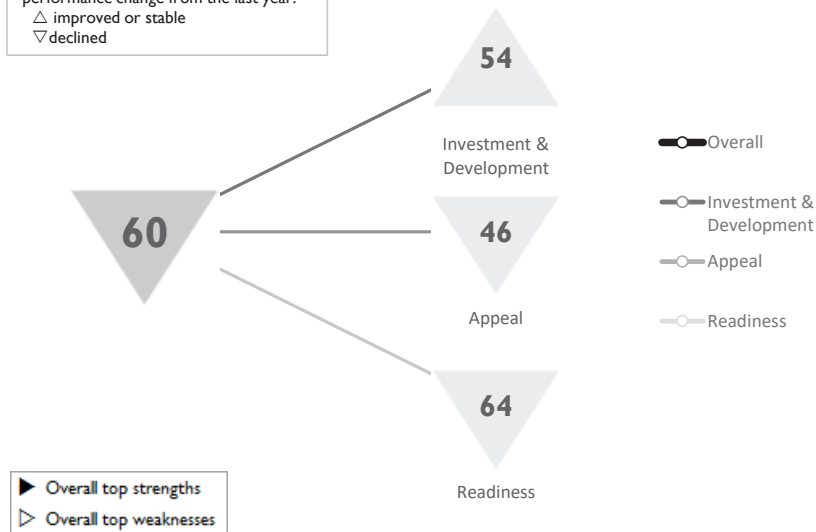 performance change from the last year:
△ improved or stable
▽ declined
54
Investment &
Development
60
46
Appeal
64
Readiness
Overall
Investment &
Development
Appeal
Readiness
▶ Overall top strengths
▷ Overall top weaknesses